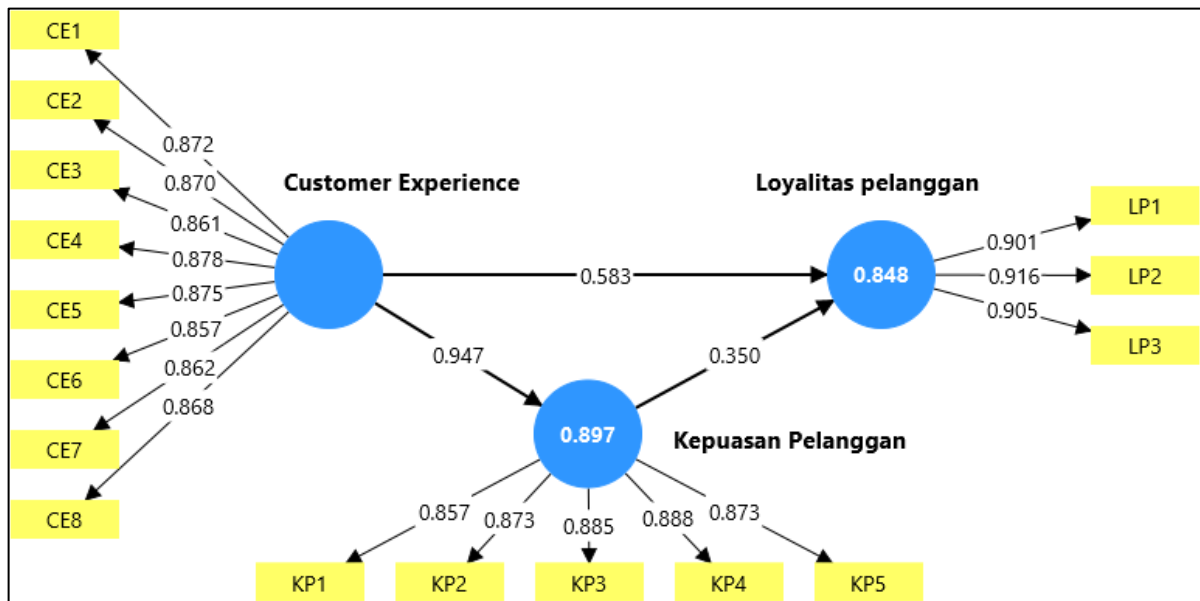 CE1
CE2
CE3
CE4
CE5
CE6
CE7
CE8
0.872
0.870
0.861
0.878
0.875
0.857
0.862
0.868
Customer Experience
0.583
0.947
Loyalitas pelanggan
0.848
0.901
0.916
0.905
LP1
LP2
LP3
0.350
0.897
Kepuasan Pelanggan
0.857
0.873
0.885
0.888
0.873
KP1
KP2
KP3
KP4
KP5